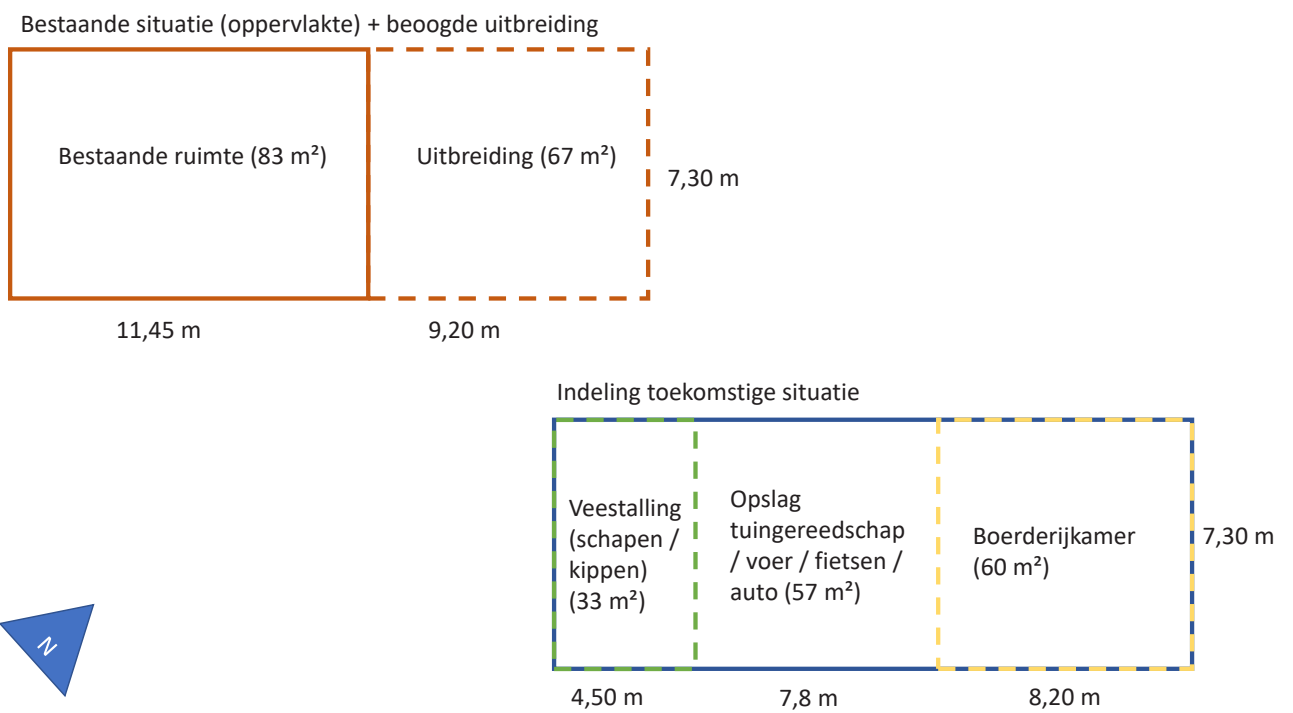 Bestaande situatie (oppervlakte) + beoogde uitbreiding
Bestaande ruimte (83 m²)
Uitbreiding (67 m²)
7,30 m
11,45 m
9,20 m
Indeling toekomstige situatie
Veestalling
(schapen /
kippen)
(33 m²)
Opslag
tuingereedschap
/ voer / fietsen /
auto (57 m²)
Boerderijkamer
(60 m²)
7,30 m
4,50 m
7,8 m
8,20 m
N